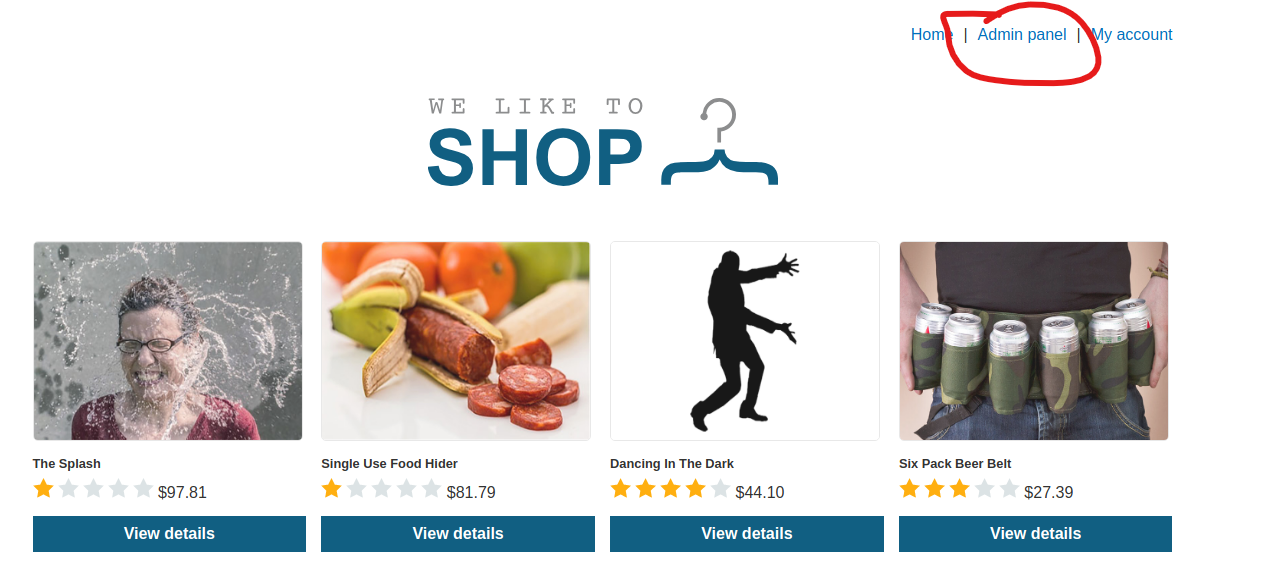 Home | Admin panel | My account
WE LIKE TO
SHOP
The Splash
$97.81
View details
Single Use Food Hider
$81.79
View details
Dancing In The Dark
$44.10
View details
Six Pack Beer Belt
$27.39
View details